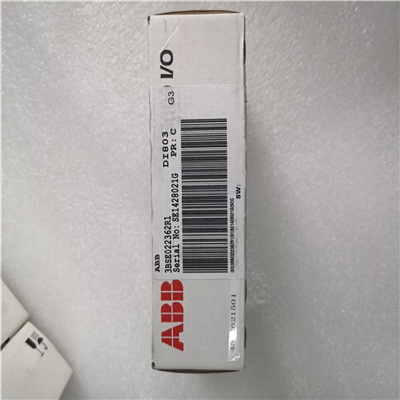 I/O
ABB DI803 G3
3BSE022362R1 PR: C
Serial No: SE1428021G
SW:
ABB